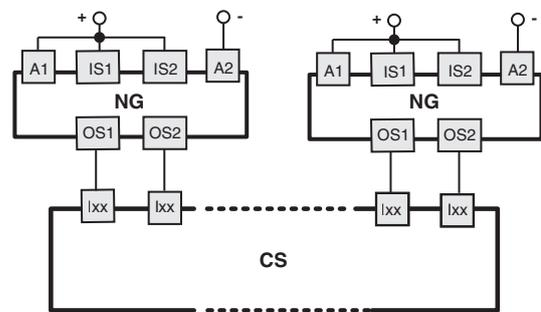 + - + -
A1 IS1 IS2 A2 A1 IS1 IS2 A2
NG NG
OS1 OS2 OS1 OS2
Ixx Ixx Ixx Ixx
CS